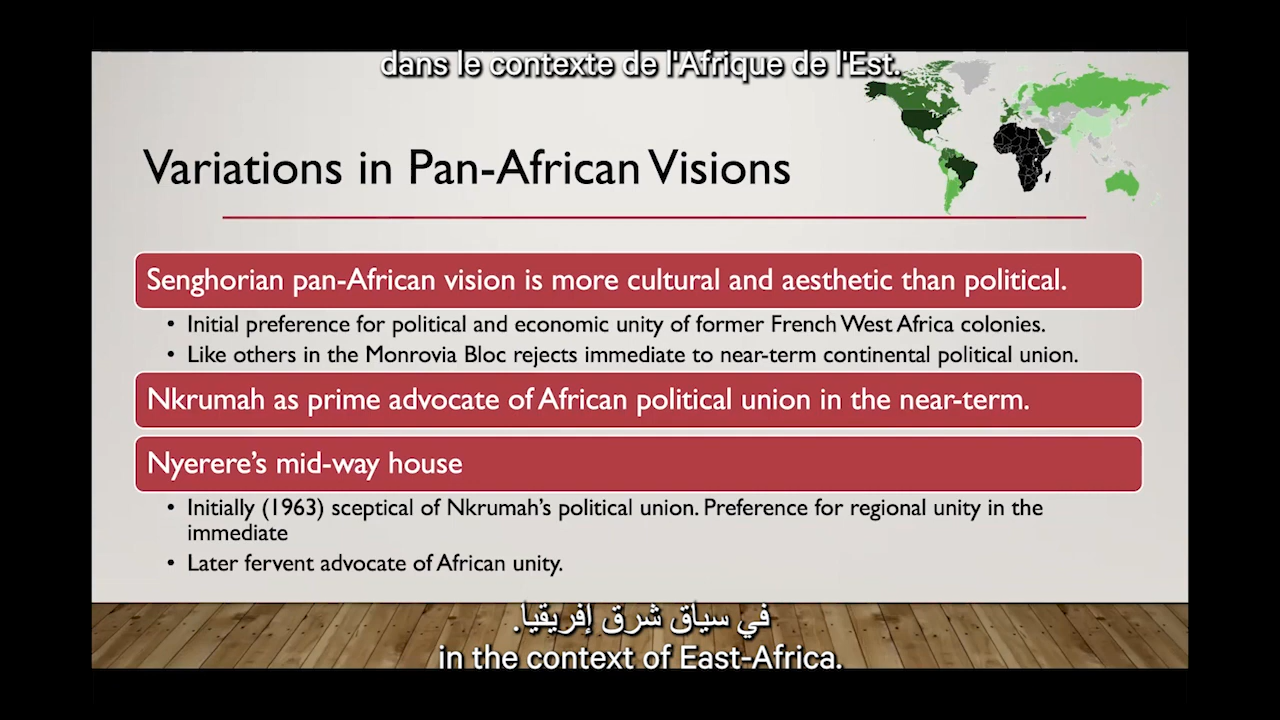 dans le contexte de l'Afrique de l'Est.
Variations in Pan-African Visions
Senghorian pan-African vision is more cultural and aesthetic than political.
• Initial preference for political and economic unity of former French West Africa colonies.
• Like others in the Monrovia Bloc rejects immediate to near-term continental political union.
Nkrumah as prime advocate of African political union in the near-term.
Nyerere’s mid-way house
• Initially (1963) sceptical of Nkrumah’s political union. Preference for regional unity in the
immediate
• Later fervent advocate of African unity.
في سياق شرق إفريقيا.
in the context of East-Africa.